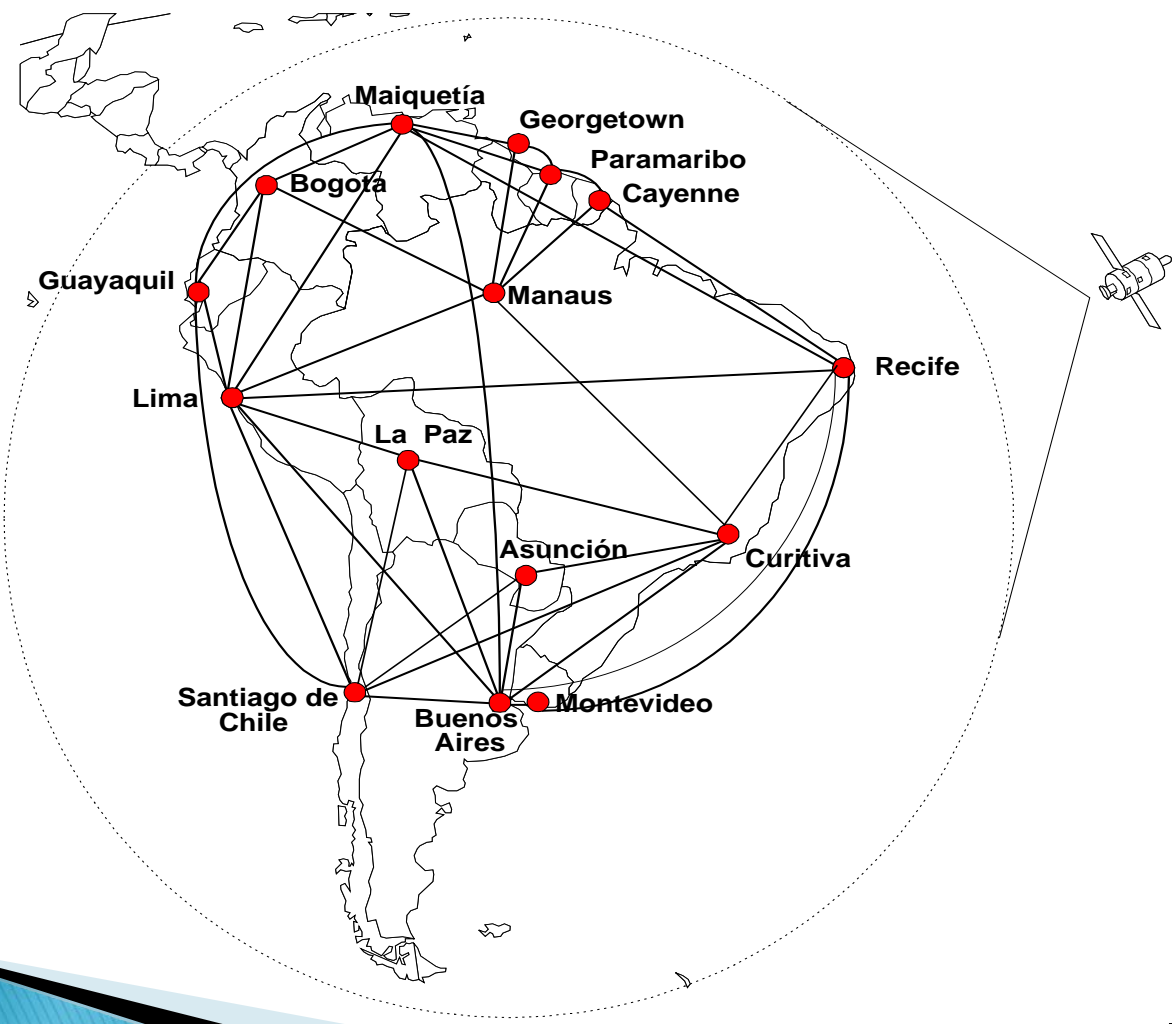 Maiquetía
Georgetown
Paramaribo
Bogota
Cayenne
Guayaquil
Manaus
Recife
Lima
La Paz
Asunción
Curitiva
Santiago de
Chile
Buenos
Aires
Montevideo